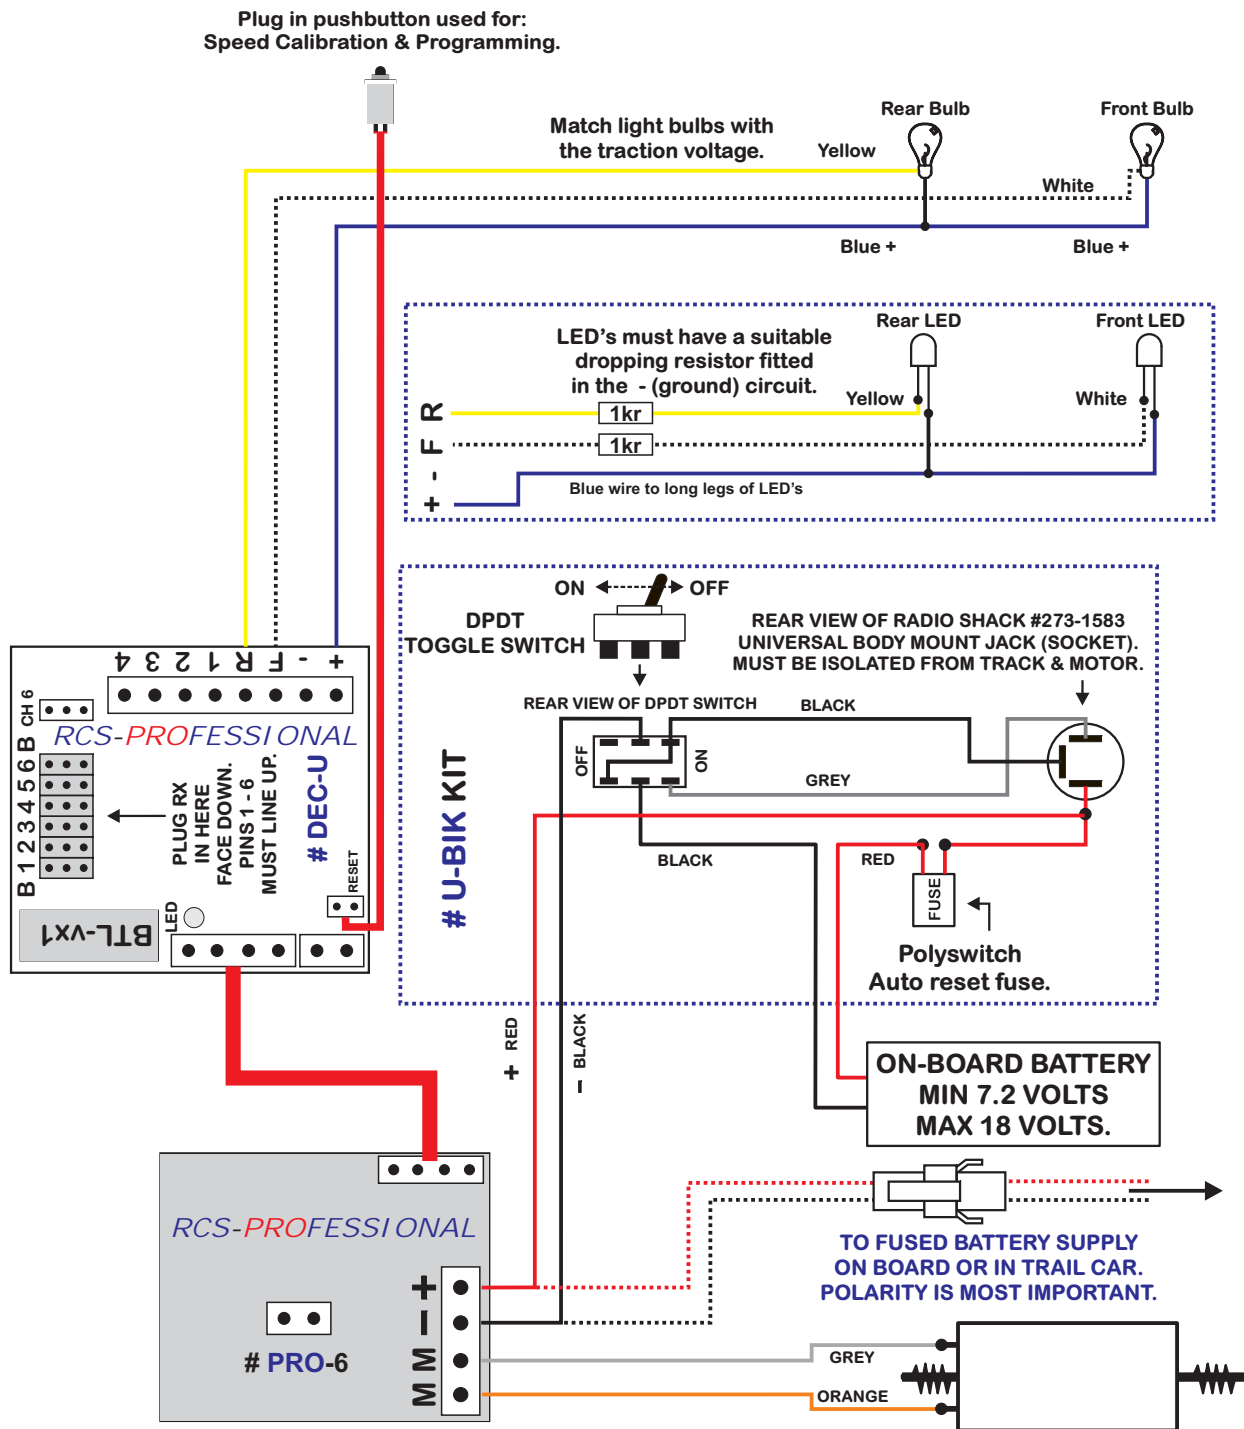 Plug in pushbutton used for:
Speed Calibration & Programming.
Match light bulbs with
the traction voltage.
Rear Bulb
Front Bulb
Yellow
White
Blue +
Blue +
LED's must have a suitable
dropping resistor fitted
in the - (ground) circuit.
Rear LED
Front LED
Yellow
White
R
1kr
F
1kr
-
+
Blue wire to long legs of LED's
ON
OFF
DPDT
TOGGLE SWITCH
REAR VIEW OF RADIO SHACK #273-1583
UNIVERSAL BODY MOUNT JACK (SOCKET).
MUST BE ISOLATED FROM TRACK & MOTOR.
REAR VIEW OF DPDT SWITCH
BLACK
OFF
ON
GREY
BLACK
RED
FUSE
Polyswitch
Auto reset fuse.
# U-BIK KIT
4 3 2 1 R F - +
CH 6
RCS-PROFESSIONAL
B 1 2 3 4 5 6 B
PLUG RX
IN HERE
FACE DOWN.
PINS 1 - 6
MUST LINE UP.
# DEC-U
RESET
LED
BTL-vx1
+ RED
– BLACK
ON-BOARD BATTERY
MIN 7.2 VOLTS
MAX 18 VOLTS.
RCS-PROFESSIONAL
# PRO-6
M M – +
TO FUSED BATTERY SUPPLY
ON BOARD OR IN TRAIL CAR.
POLARITY IS MOST IMPORTANT.
GREY
ORANGE